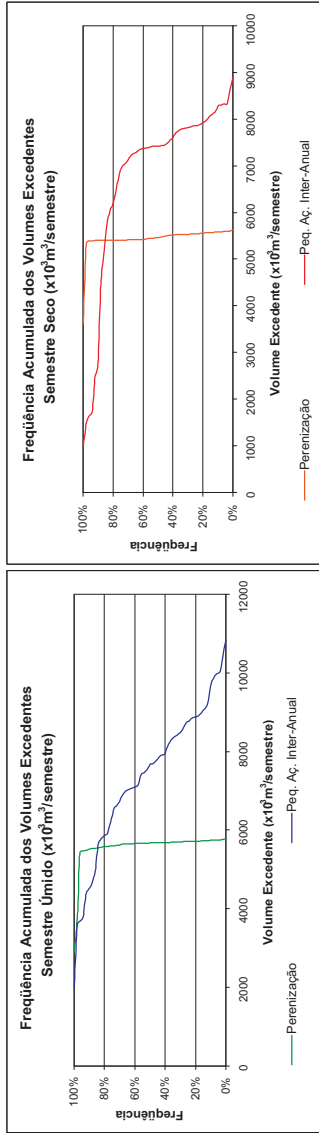 Freqüência Acumulada dos Volumes Excedentes
Semestre Úmido (x10³m³/semestre)
Freqüência
100%
80%
60%
40%
20%
0%
0
2000
4000
6000
8000
10000
12000
Volume Excedente (x10³m³/semestre)
Perenização
Peq. Aç. Inter-Anual
Freqüência Acumulada dos Volumes Excedentes
Semestre Seco (x10³m³/semestre)
Freqüência
100%
80%
60%
40%
20%
0%
0
1000
2000
3000
4000
5000
6000
7000
8000
9000
10000
Volume Excedente (x10³m³/semestre)
Perenização
Peq. Aç. Inter-Anual